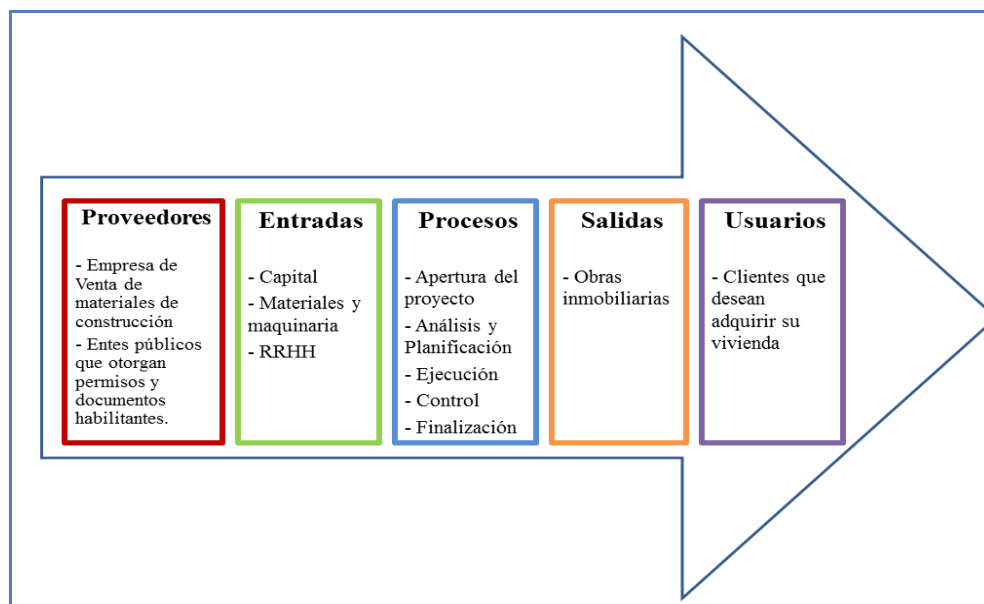 Proveedores
- Empresa de
Venta de
materiales de
construcción
- Entes públicos
que otorgan
permisos y
documentos
habilitantes.
Entradas
- Capital
- Materiales y
maquinaria
- RRHH
Procesos
- Apertura del
proyecto
- Análisis y
Planificación
- Ejecución
- Control
- Finalización
Salidas
- Obras
inmobiliarias
Usuarios
- Clientes que
desean
adquirir su
vivienda